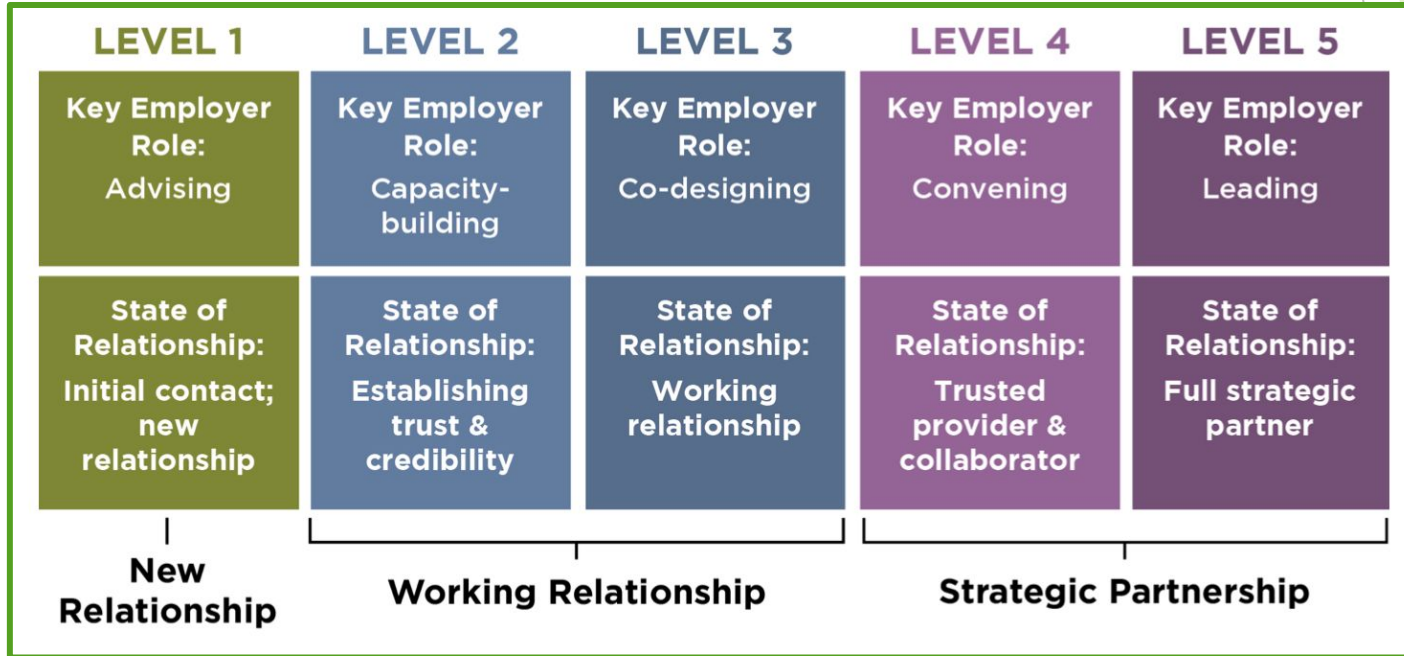 LEVEL 1
Key Employer
Role:
Advising
State of
Relationship:
Initial contact;
new
relationship
LEVEL 2
Key Employer
Role:
Capacity-
building
State of
Relationship:
Establishing
trust &
credibility
LEVEL 3
Key Employer
Role:
Co-designing
State of
Relationship:
Working
relationship
LEVEL 4
Key Employer
Role:
Convening
State of
Relationship:
Trusted
provider &
collaborator
LEVEL 5
Key Employer
Role:
Leading
State of
Relationship:
Full strategic
partner
New
Relationship
Working Relationship
Strategic Partnership